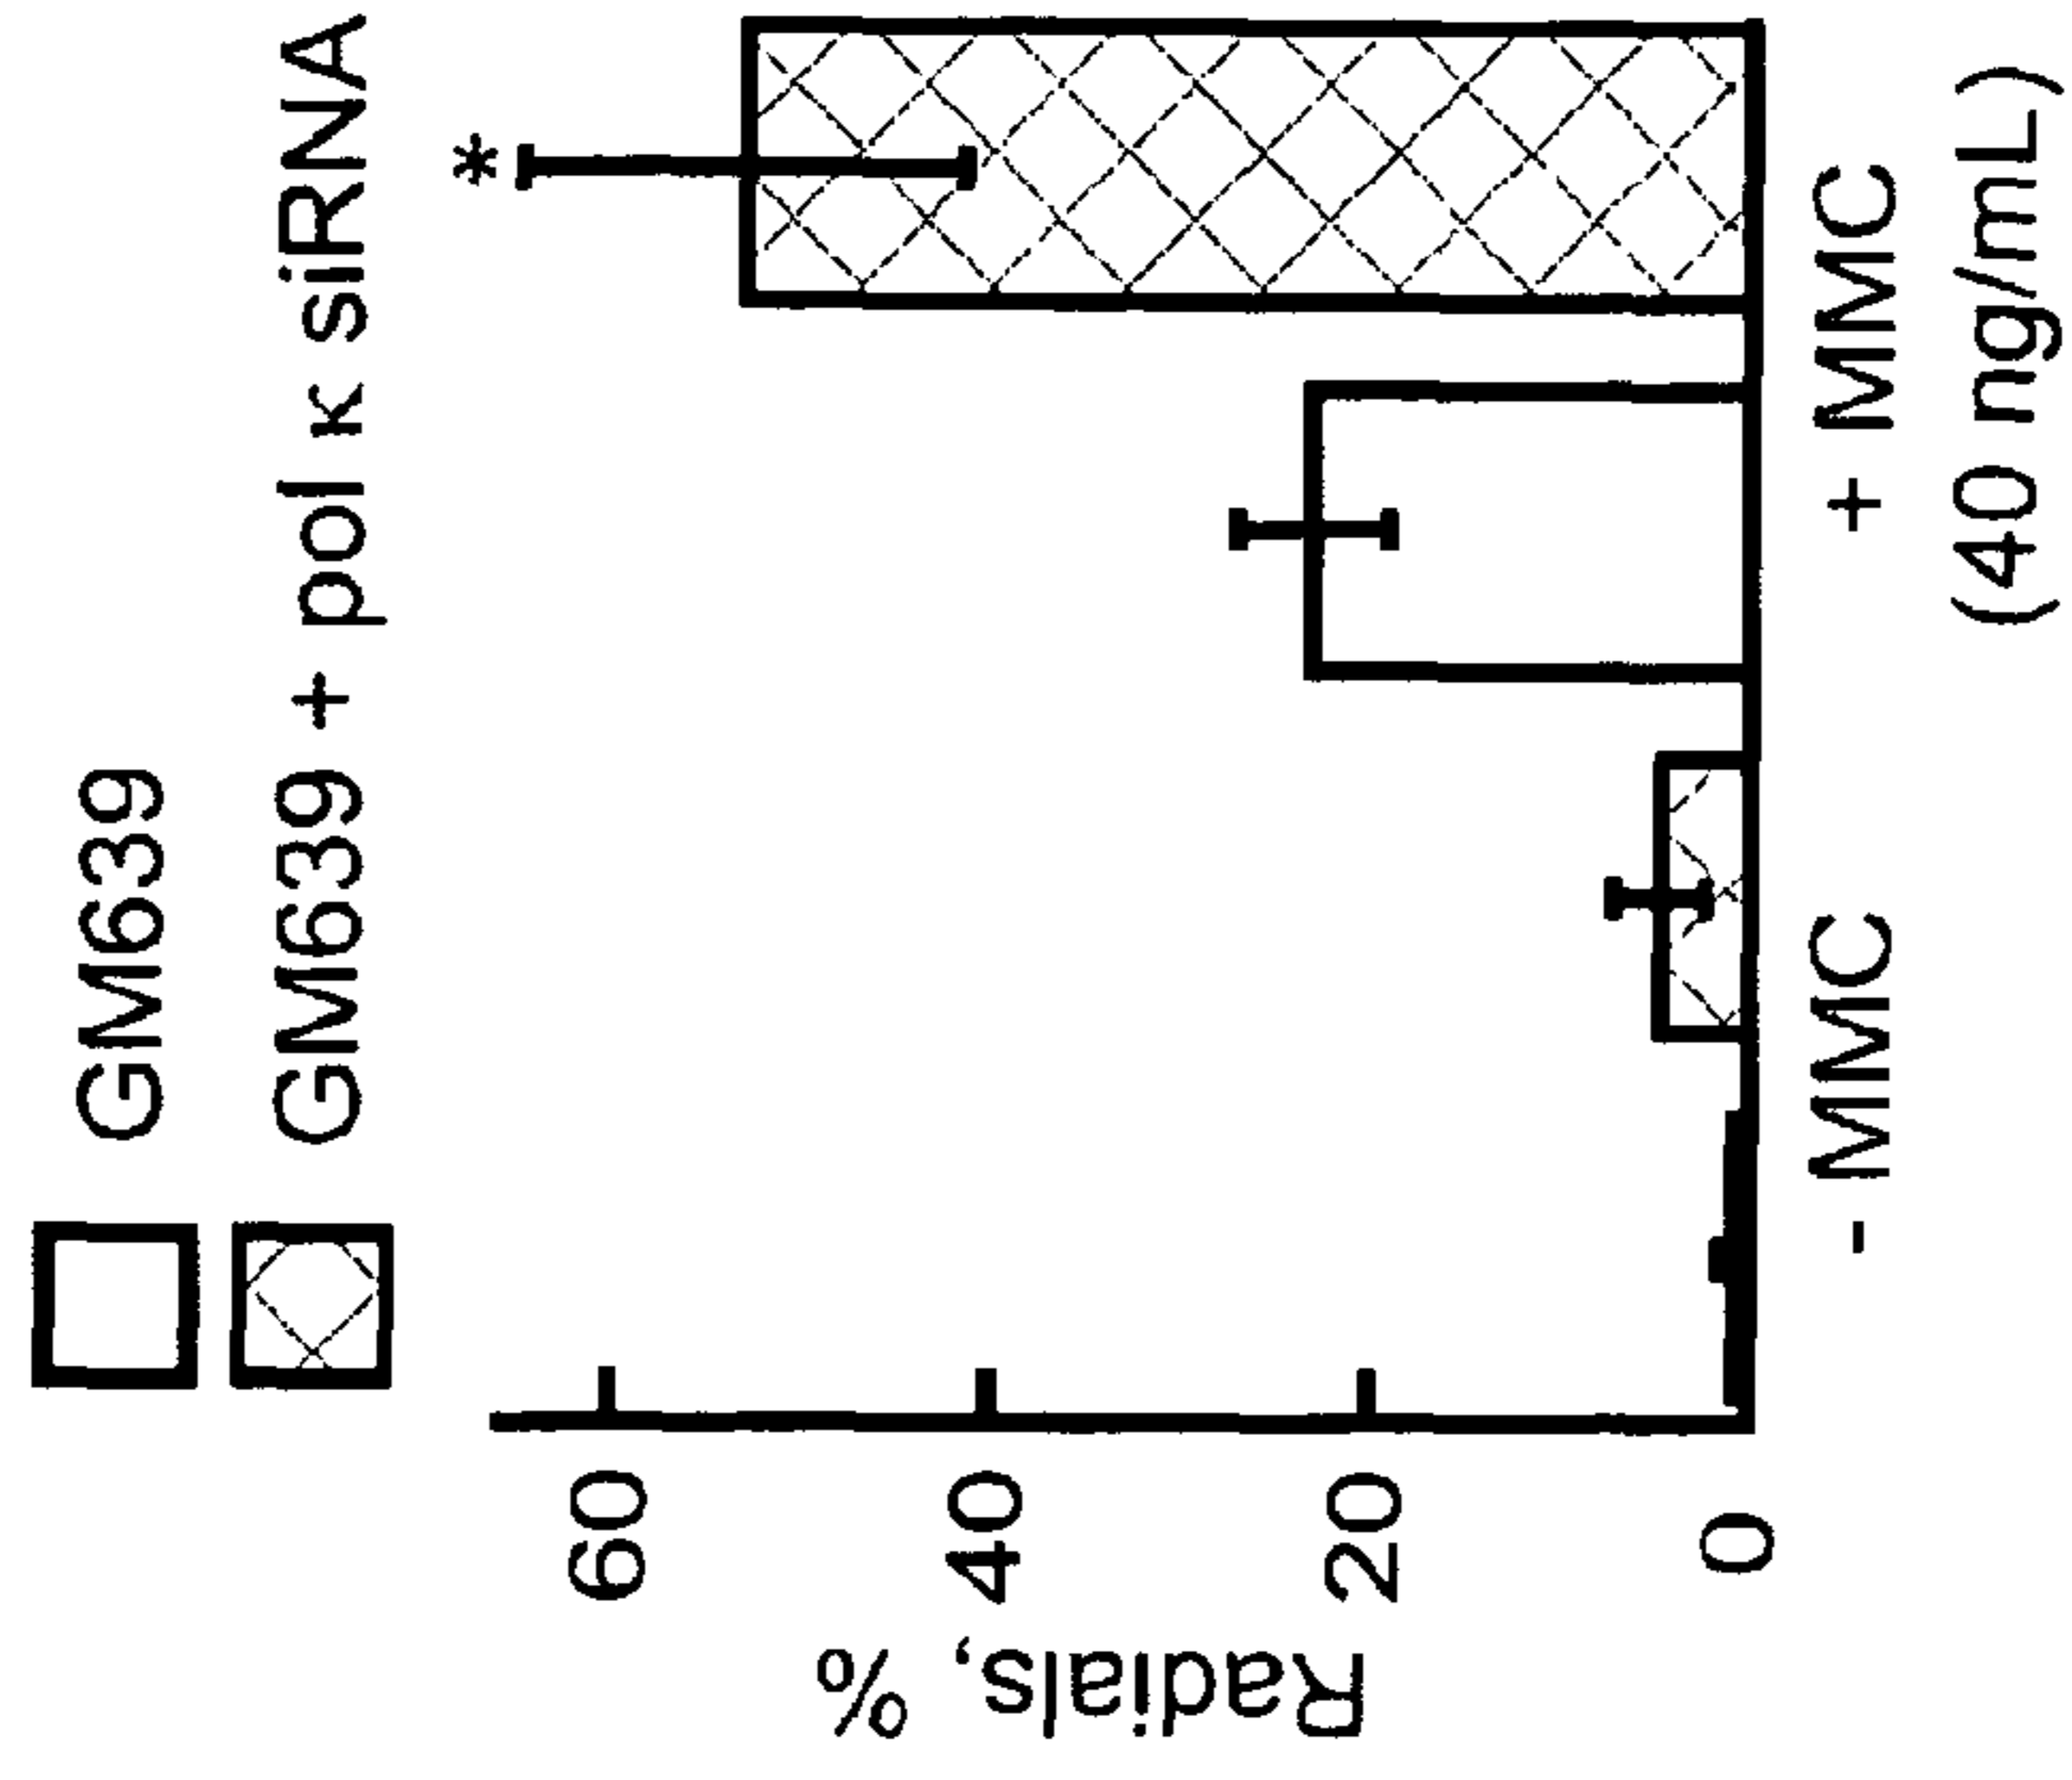 GM639
GM639 + pol κ siRNA
*
60
40
20
0
Radials, %
- MMC
+ MMC
(40 ng/mL)